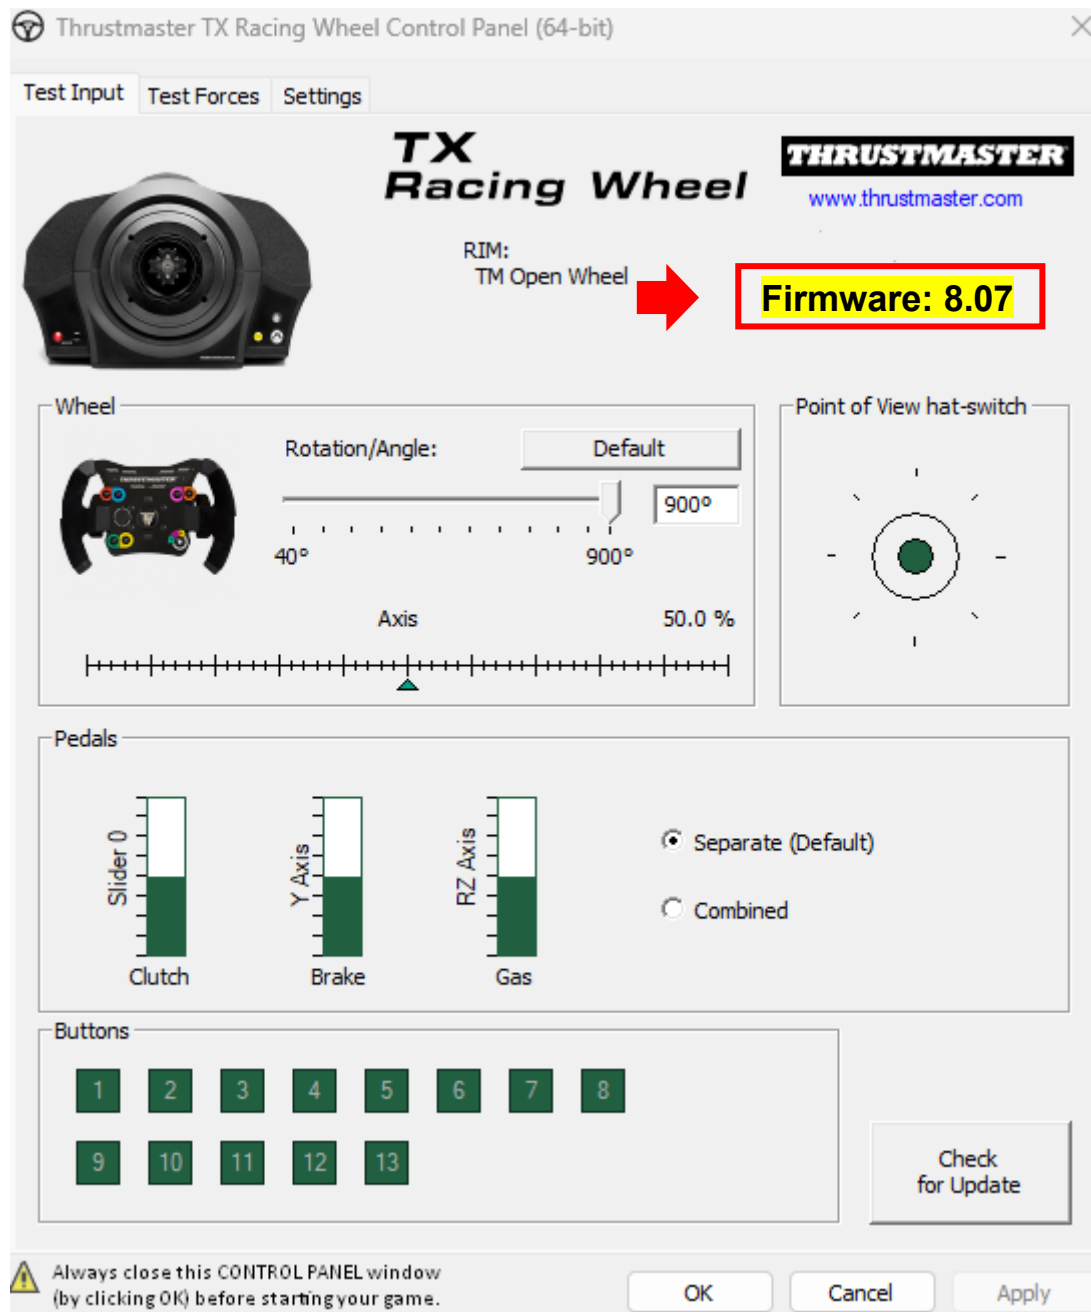 Thrustmaster TX Racing Wheel Control Panel (64-bit)
Test Input Test Forces Settings
TX
Racing Wheel
THRUSTMASTER
www.thrustmaster.com
RIM:
TM Open Wheel
Firmware: 8.07
Wheel
Rotation/Angle:
Default
900°
40°
900°
Axis
50.0 %
Point of View hat-switch
Pedals
Slider 0
Clutch
Y Axis
Brake
RZ Axis
Gas
Separate (Default)
Combined
Buttons
1 2 3 4 5 6 7 8
9 10 11 12 13
Check
for Update
Always close this CONTROL PANEL window
(by clicking OK) before starting your game.
OK Cancel Apply